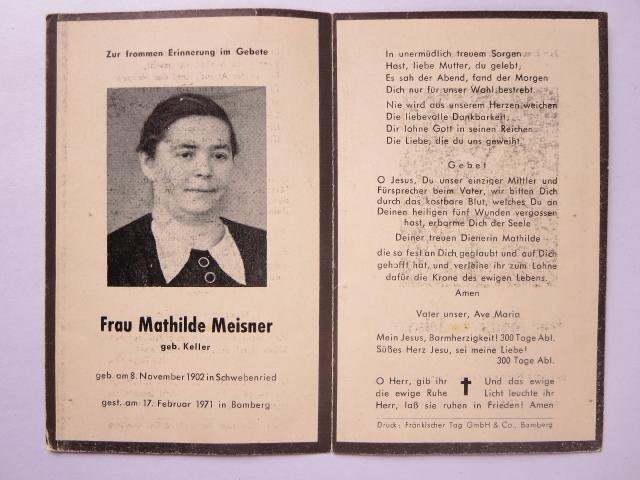 Zur frommen Erinnerung im Gebete
Frau Mathilde Meisner
geb. Keller
geb. am 8. November 1902 in Schwebenried
gest. am 17. Februar 1971 in Bamberg
In unermüdlich treuem Sorgen
Hast, liebe Mutter, du gelebt;
Es sah der Abend, fand der Morgen
Dich nur für unser Wohl bestrebt.
Nie wird aus unserem Herzen weichen
Die liebevolle Dankbarkeit;
Dir lohne Gott in seinen Reichen
Die Liebe, die du uns geweiht.
Gebet
O Jesus, Du unser einziger Mittler und
Fürsprecher beim Vater, wir bitten Dich
durch das kostbare Blut, welches Du an
Deinen heiligen fünf Wunden vergossen
hast, erbarme Dich der Seele
Deiner treuen Dienerin Mathilde
die so fest an Dich geglaubt und auf Dich
gehofft hat, und verleihe ihr zum Lohne
dafür die Krone des ewigen Lebens.
Amen
Vater unser, Ave Maria
Mein Jesus, Barmherzigkeit! 300 Tage Abl.
Süßes Herz Jesu, sei meine Liebe!
300 Tage Abl.
O Herr, gib ihr Und das ewige
die ewige Ruhe Licht leuchte ihr
Herr, laß sie ruhen in Frieden! Amen
Druck: Fränkischer Tag GmbH & Co., Bamberg